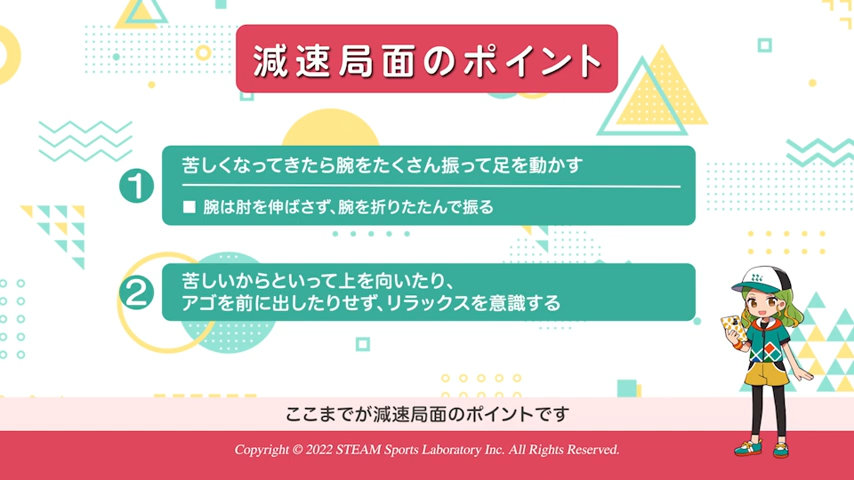 減速局面のポイント
1
苦しくなってきたら腕をたくさん振って足を動かす
■ 腕は肘を伸ばさず、腕を折りたたんで振る
2
苦しいからといって上を向いたり、
アゴを前に出したりせず、リラックスを意識する
ここまでが減速局面のポイントです
Copyright © 2022 STEAM Sports Laboratory Inc. All Rights Reserved.